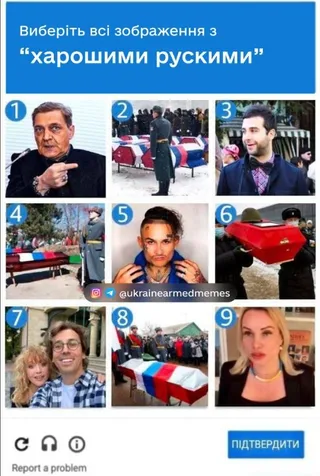 Виберіть всі зображення з
“харошими рускими”
1
2
3
4
5
6
@ukrainearmedmemes
7
8
9
Report a problem
ПІДТВЕРДИТИ